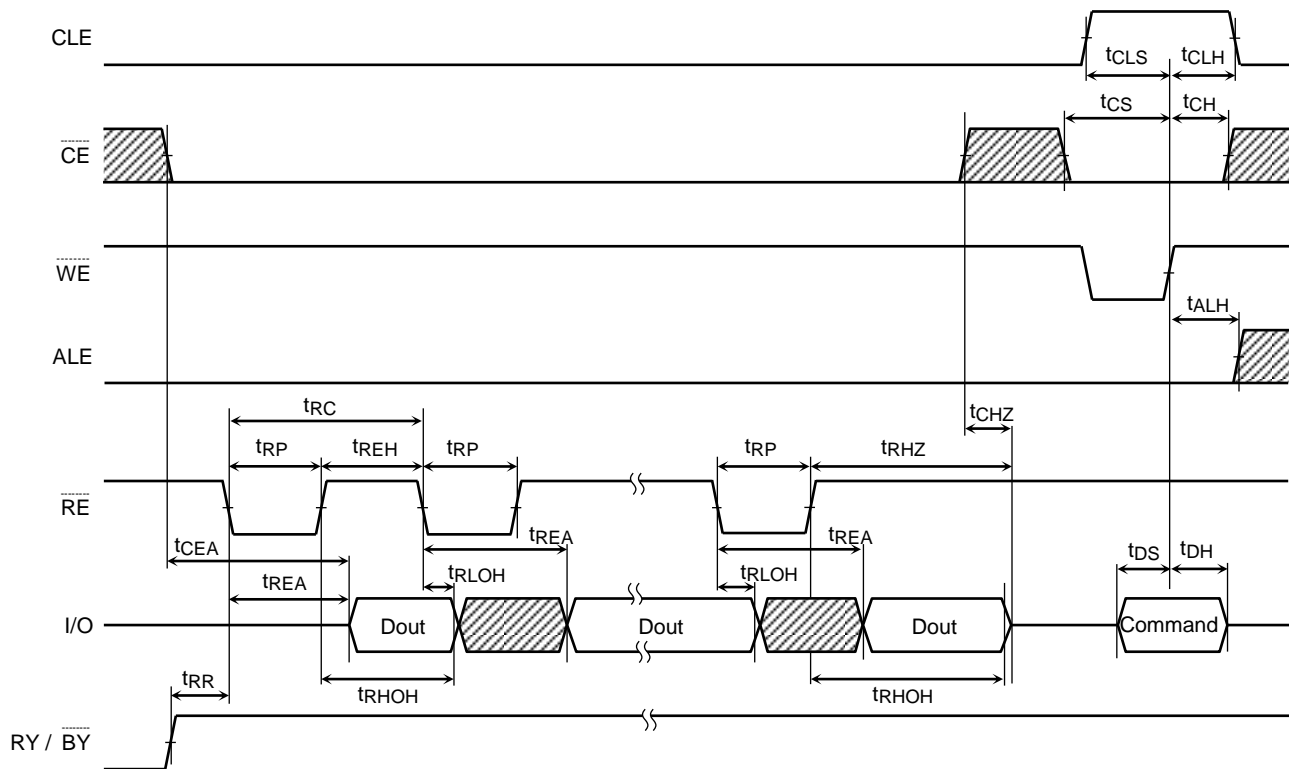 CLE
tCLS tCLH
tCS tCH
CE
WE
tALH
ALE
tRC
tCHZ
tRP tREH tRP tRP tRHZ
RE
tCEA tREA tREA
tDS tDH
tREA tRLOH tRLOH
I/O Dout Dout Dout Command
tRR tRHOH tRHOH
RY / BY